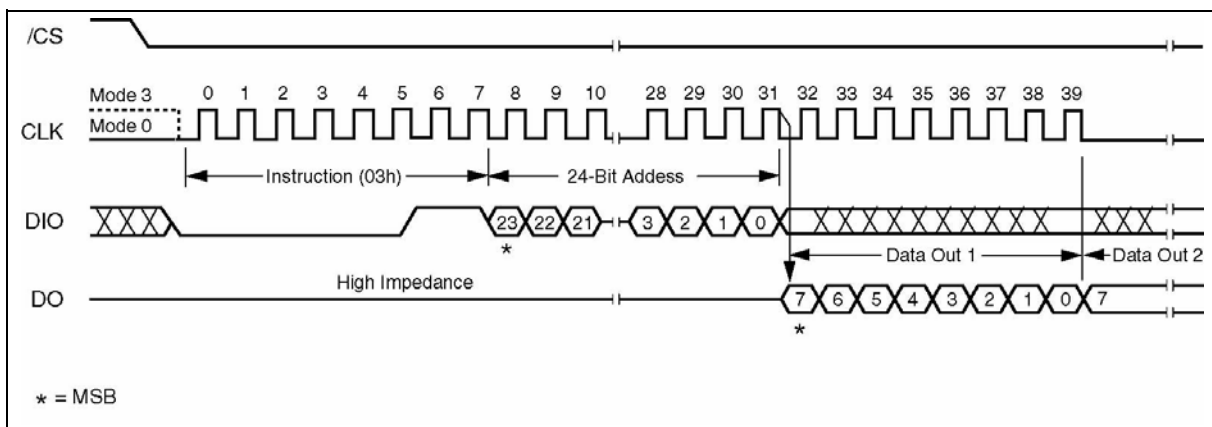 /CS
Mode 3
0 1 2 3 4 5 6 7 8 9 10 28 29 30 31 32 33 34 35 36 37 38 39
CLK
Mode 0
Instruction (03h)
24-Bit Addess
DIO
23 22 21 3 2 1 0
*
Data Out 1
Data Out 2
High Impedance
DO
7 6 5 4 3 2 1 0 7
*
* = MSB